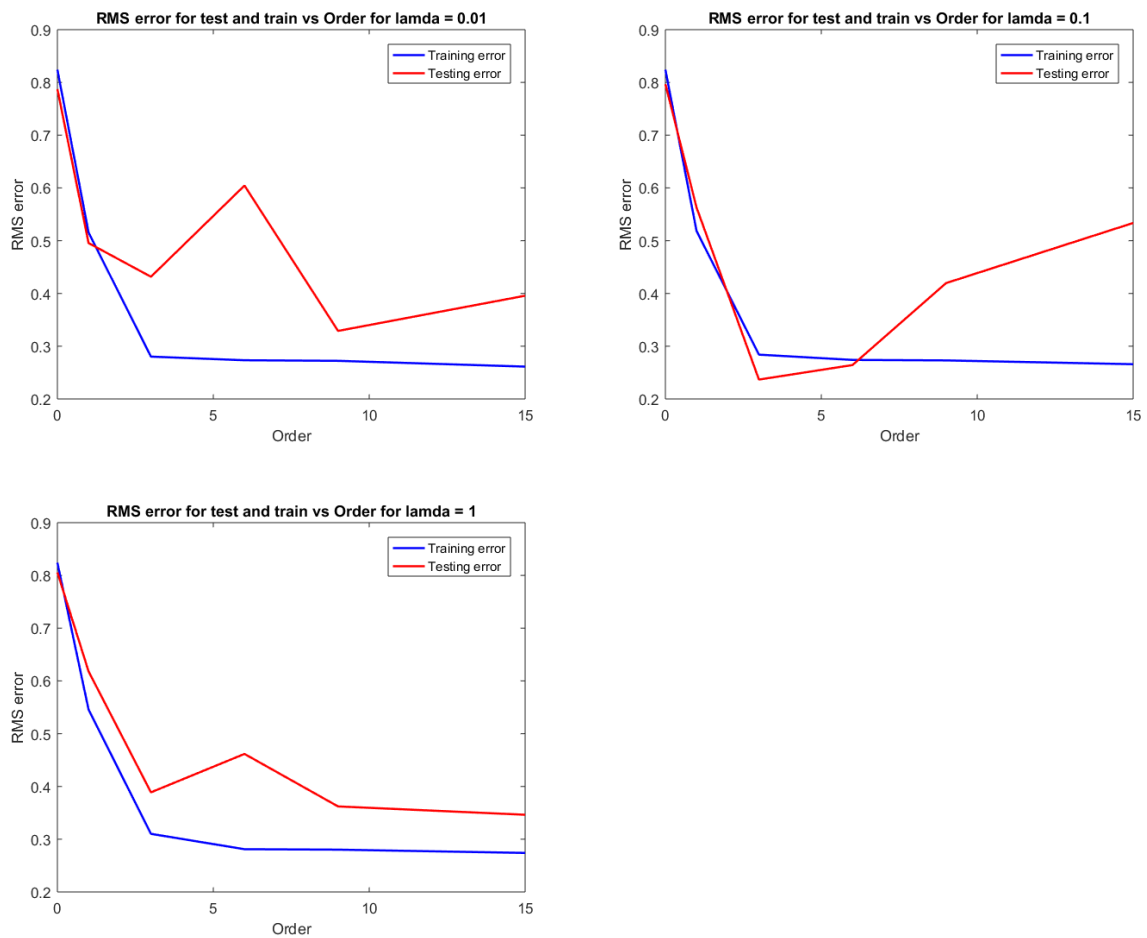 RMS error for test and train vs Order for lamda = 0.01
0.9
0.8
0.7
0.6
0.5
0.4
0.3
0.2
RMS error
Training error
Testing error
0 5 10 15
Order
RMS error for test and train vs Order for lamda = 0.1
0.9
0.8
0.7
0.6
0.5
0.4
0.3
0.2
RMS error
Training error
Testing error
0 5 10 15
Order
RMS error for test and train vs Order for lamda = 1
0.9
0.8
0.7
0.6
0.5
0.4
0.3
0.2
RMS error
Training error
Testing error
0 5 10 15
Order